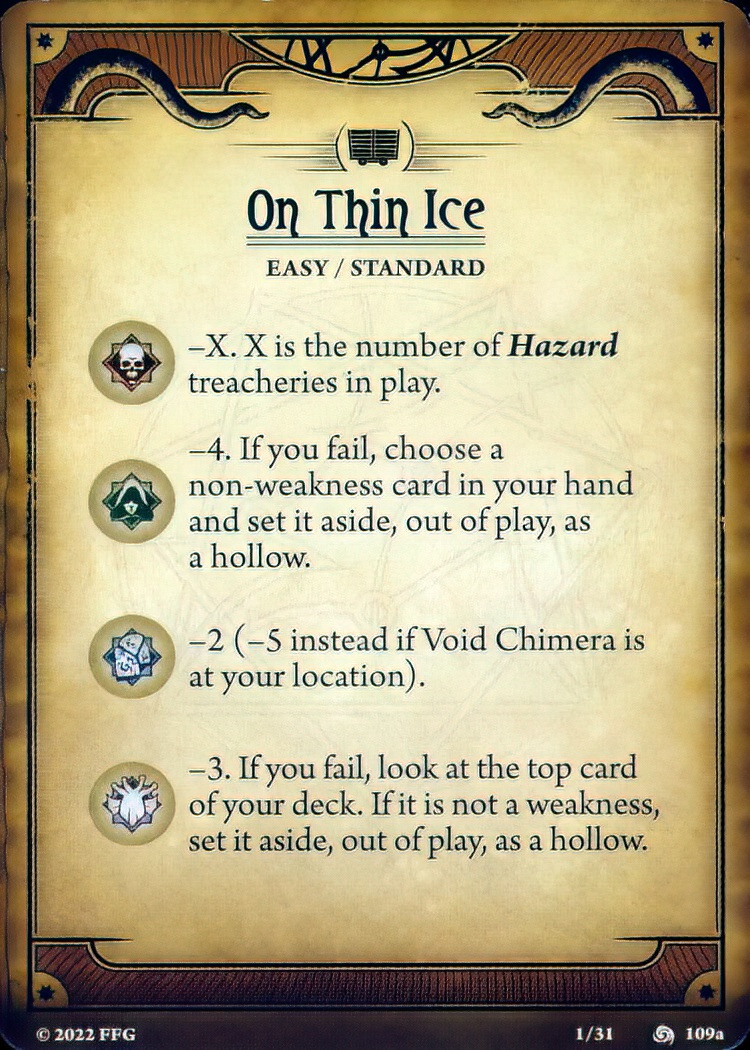 On Thin Ice
EASY / STANDARD
–X. X is the number of Hazard
treacheries in play.
–4. If you fail, choose a
non-weakness card in your hand
and set it aside, out of play, as
a hollow.
–2 (–5 instead if Void Chimera is
at your location).
–3. If you fail, look at the top card
of your deck. If it is not a weakness,
set it aside, out of play, as a hollow.
© 2022 FFG
1/31
109a